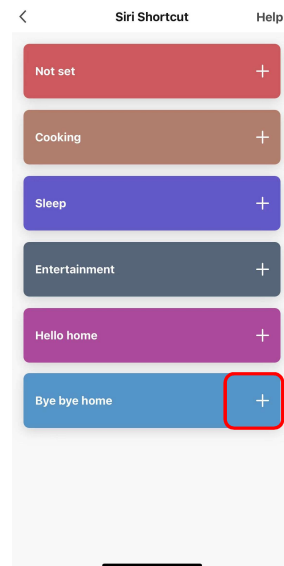 Siri Shortcut Help
Not set
Cooking
Sleep
Entertainment
Hello home
Bye bye home